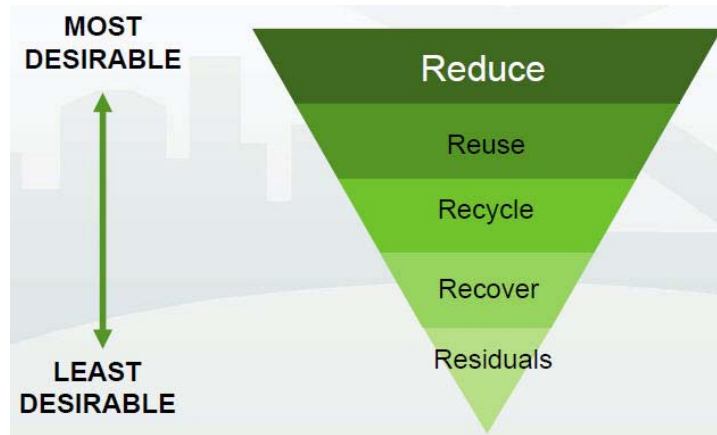 MOST
DESIRABLE
Reduce
Reuse
Recycle
Recover
Residuals
LEAST
DESIRABLE